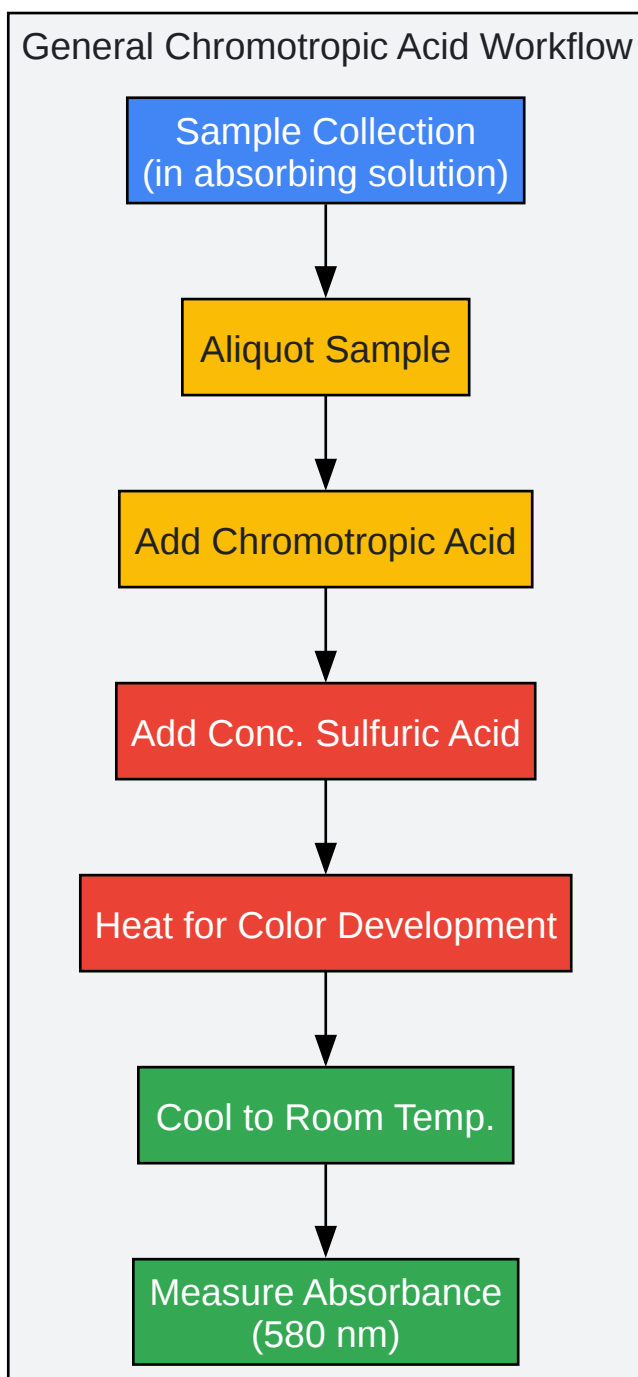 General Chromotropic Acid Workflow
Sample Collection
(in absorbing solution)
Aliquot Sample
Add Chromotropic Acid
Add Conc. Sulfuric Acid
Heat for Color Development
Cool to Room Temp.
Measure Absorbance
(580 nm)